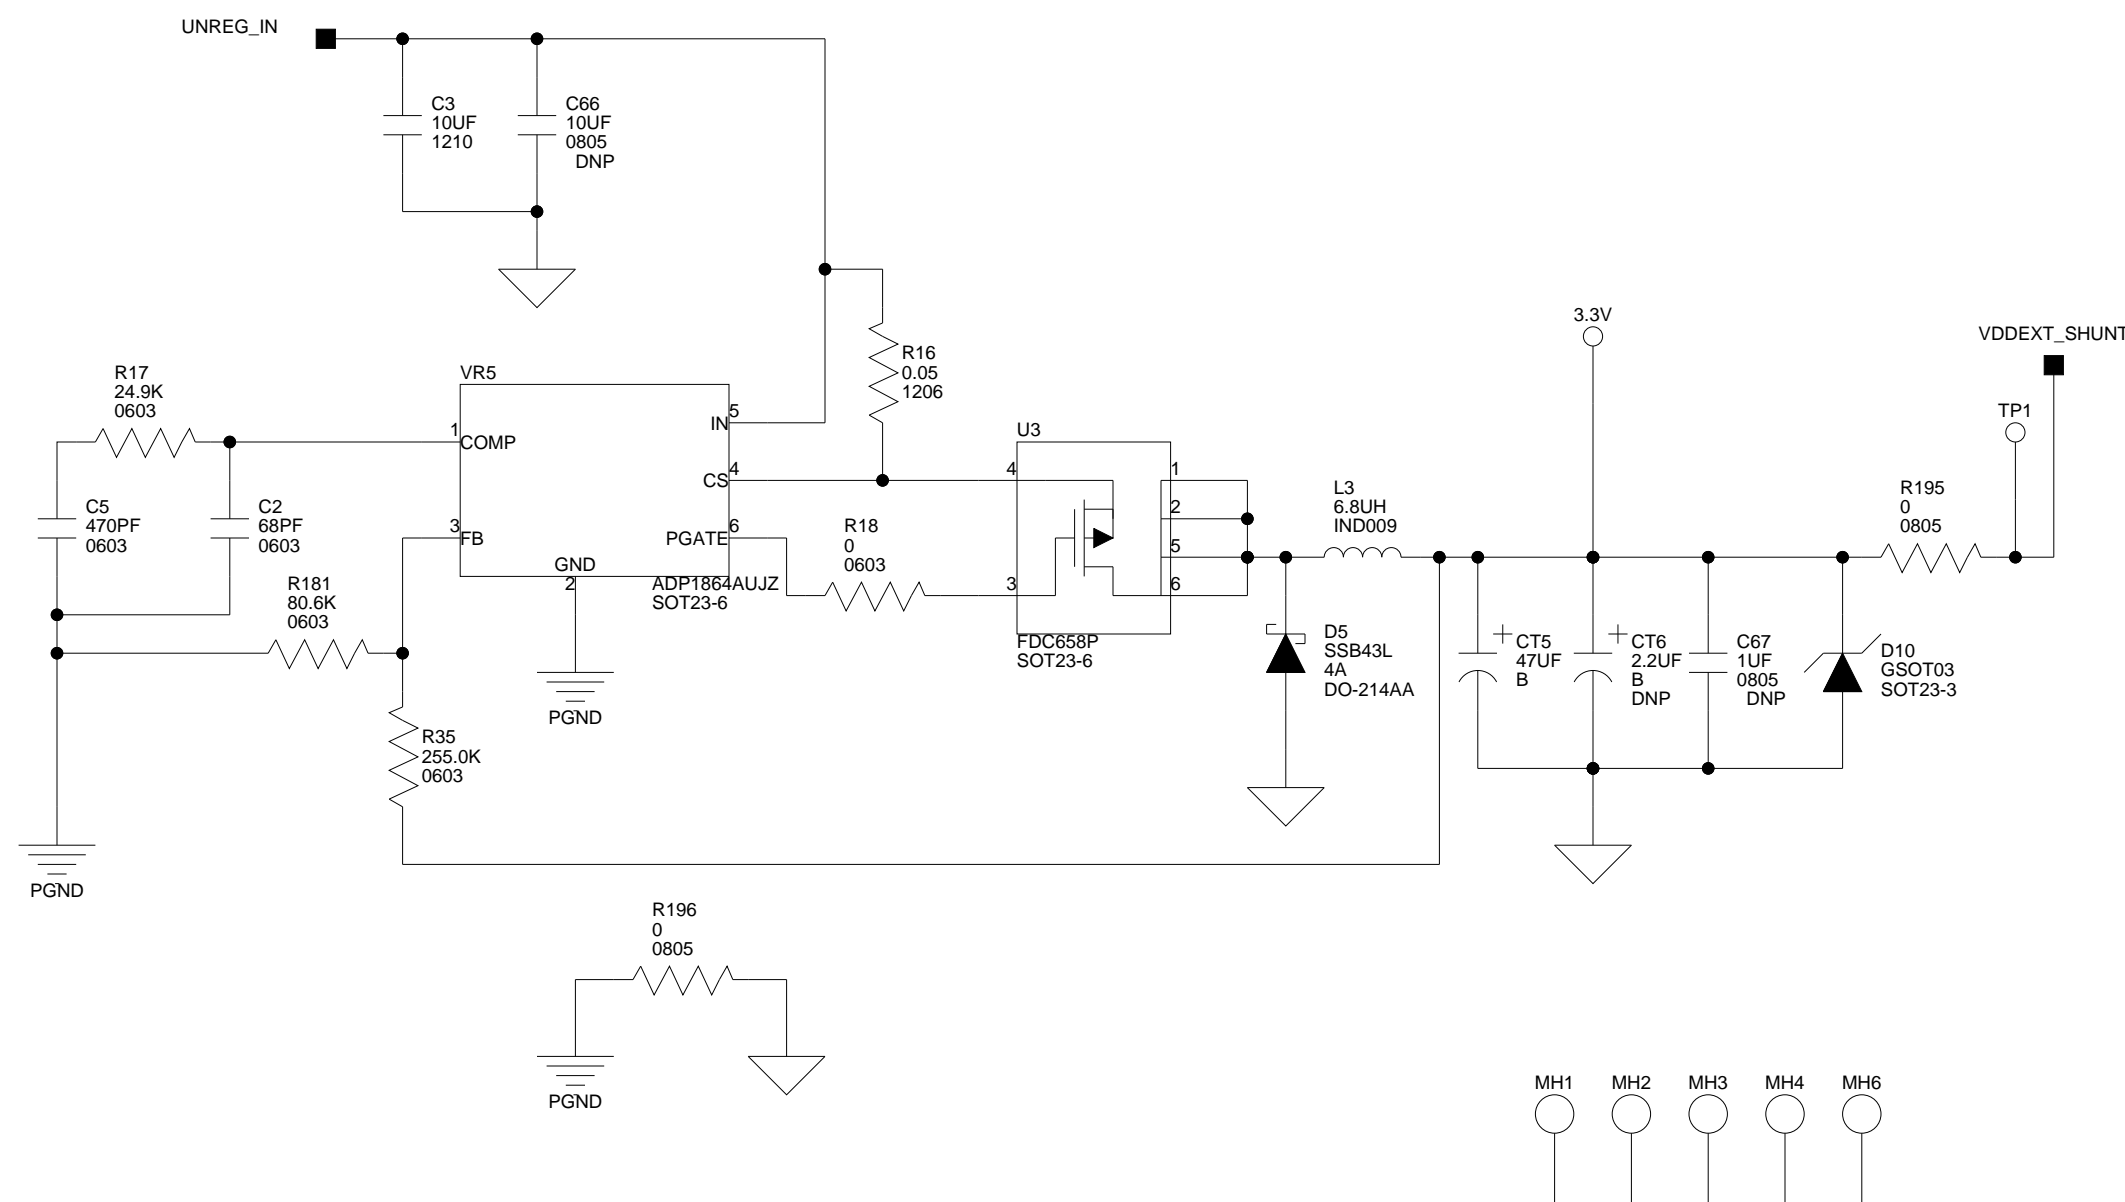 UNREG_IN
C3
10UF
1210
C66
10UF
0805
DNP
R16
0.05
1206
3.3V
VDDEXT_SHUNT
TP1
R17
24.9K
0603
VR5
1
COMP
IN
5
CS
4
3
FB
PGATE
6
GND
2
ADP1864AUJZ
SOT23-6
C5
470PF
0603
C2
68PF
0603
R181
80.6K
0603
R18
0
0603
U3
4
3
1
2
5
6
FDC658P
SOT23-6
L3
6.8UH
IND009
R195
0
0805
D5
SSB43L
4A
DO-214AA
CT5
47UF
B
CT6
2.2UF
B
DNP
C67
1UF
0805
DNP
D10
GSOT03
SOT23-3
PGND
R35
255.0K
0603
PGND
R196
0
0805
PGND
MH1
MH2
MH3
MH4
MH6